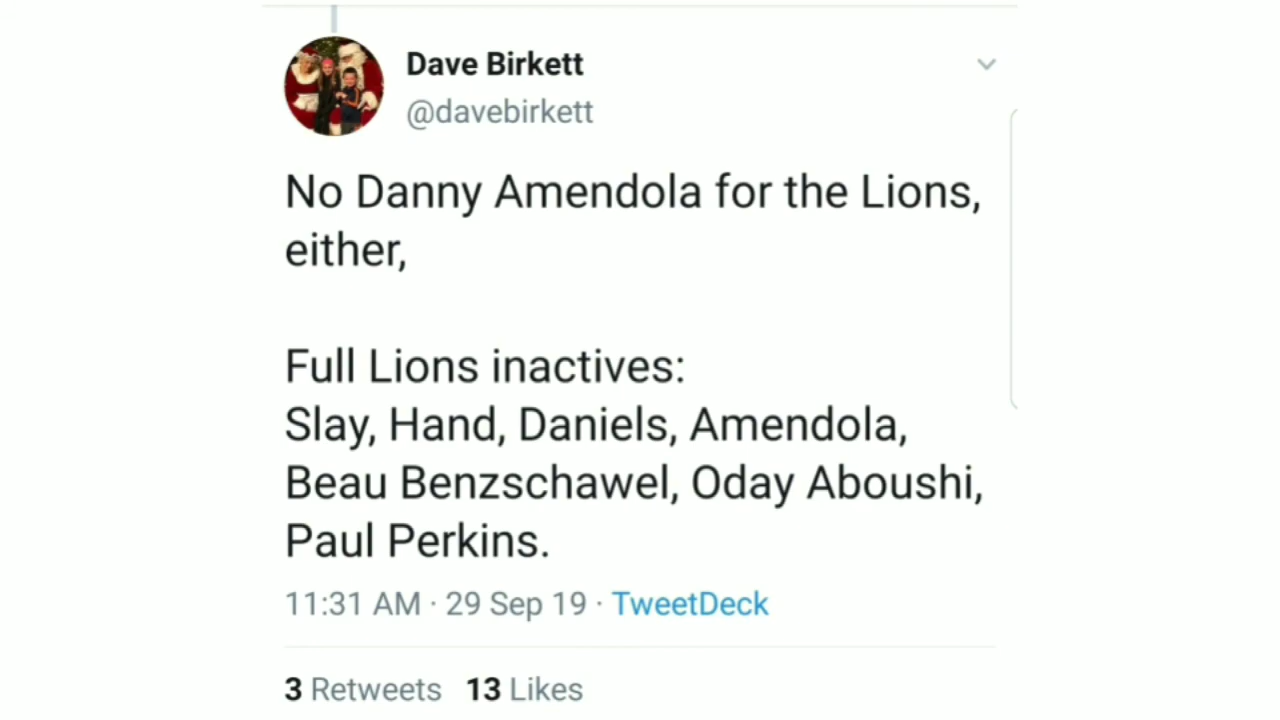 Dave Birkett
@davebirkett
No Danny Amendola for the Lions,
either,
Full Lions inactives:
Slay, Hand, Daniels, Amendola,
Beau Benzschawel, Oday Aboushi,
Paul Perkins.
11:31 AM · 29 Sep 19 · TweetDeck
3 Retweets 13 Likes